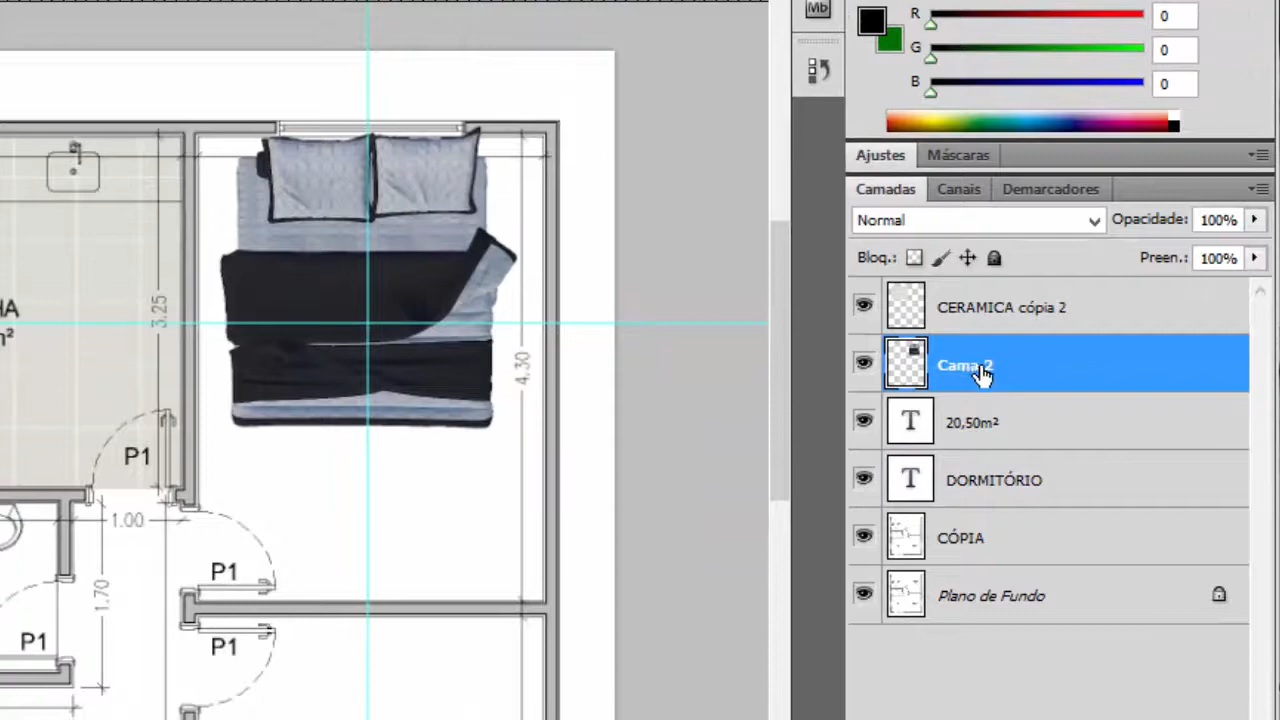 Mb
R 0
G 0
B 0
Ajustes Máscaras
Camadas Canais Demarcadores
Normal Opacidade: 100%
Bloq.: Preen.: 100%
CERAMICA cópia 2
Cama 2
20,50m²
DORMITÓRIO
CÓPIA
Plano de Fundo
HA
m²
3.25
4.30
P1
1.00
P1
1.70
P1
P1